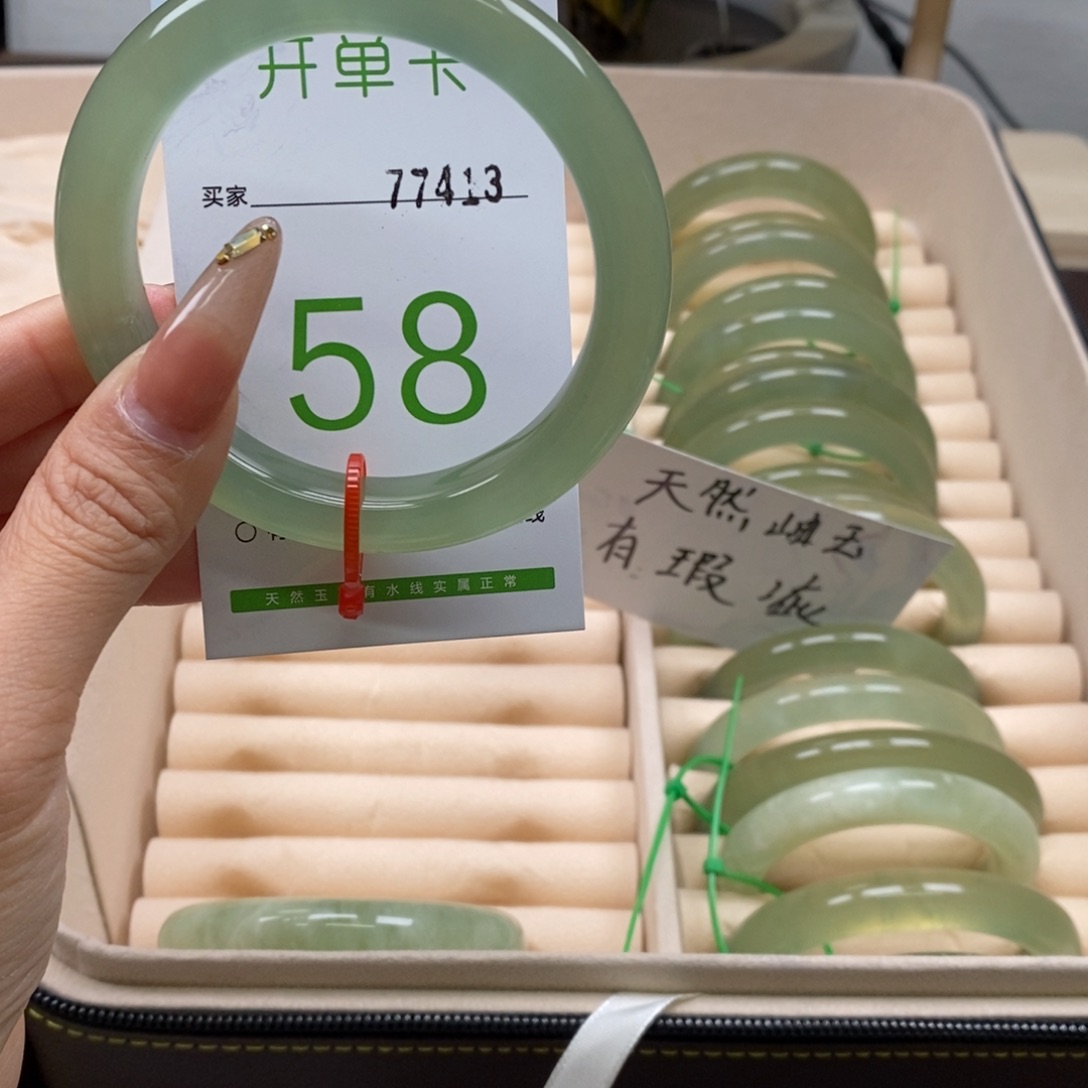 开单卡
买家 77413
58
天然玉 有水线实属正常
天然岫玉
有瑕疵